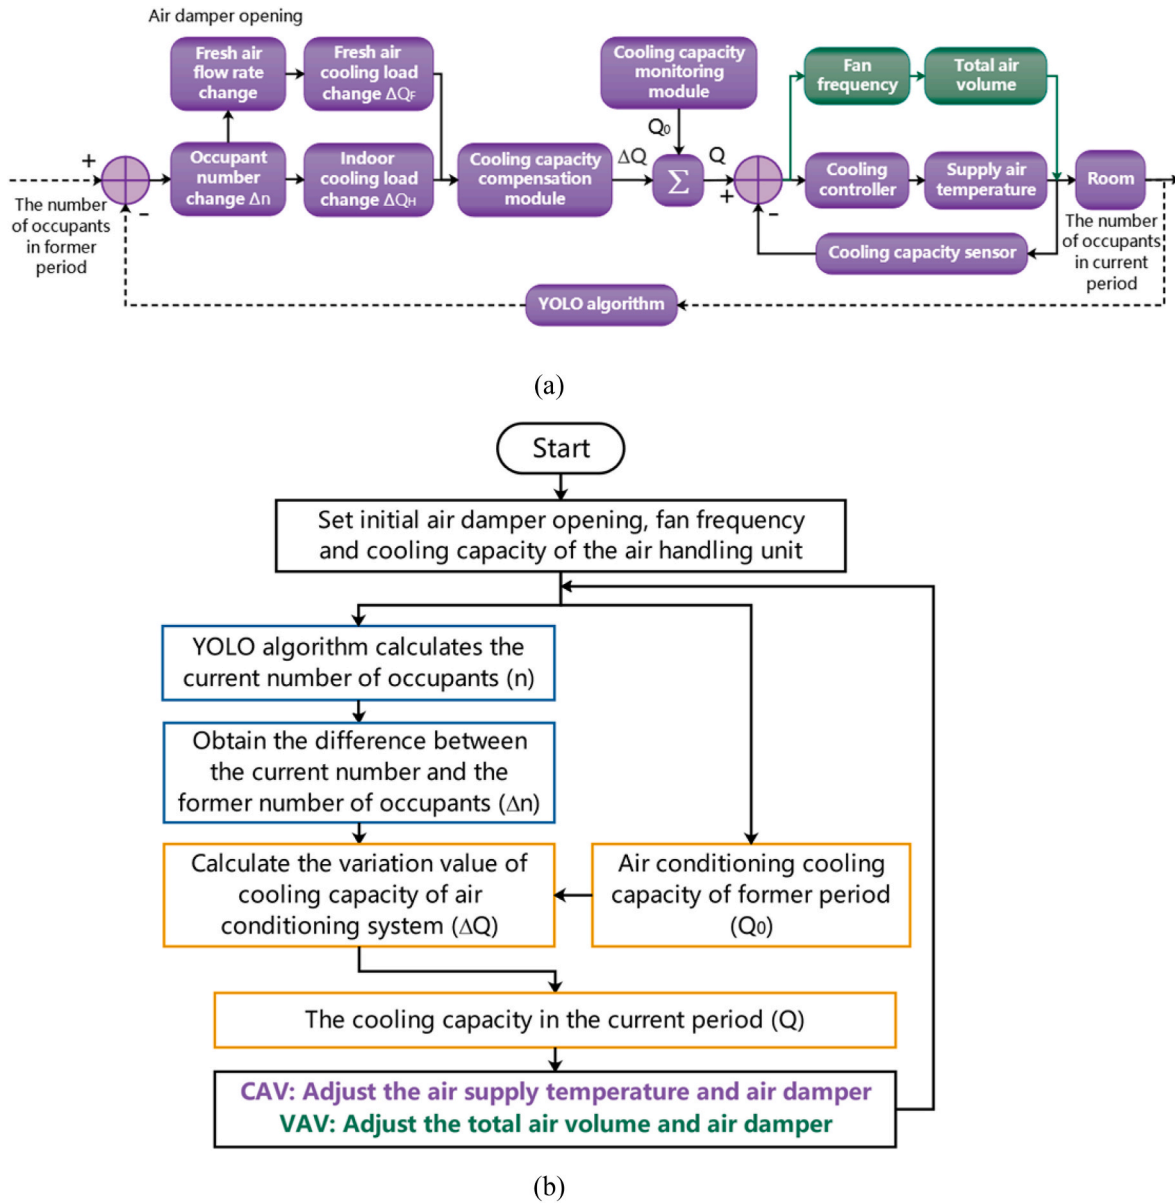 Air damper opening
Fresh air
flow rate
change
Fresh air
cooling load
change ΔQF
Cooling capacity
monitoring
module
Fan
frequency
Total air
volume
Q₀
+
Occupant
number
change Δn
Indoor
cooling load
change ΔQH
Cooling capacity
compensation
module
ΔQ
Σ
Q
+
Cooling
controller
Supply air
temperature
Room
-
-
The number
of occupants
in former
period
Cooling capacity sensor
The number
of occupants
in current
period
YOLO algorithm
(a)
Start
Set initial air damper opening, fan frequency
and cooling capacity of the air handling unit
YOLO algorithm calculates the
current number of occupants (n)
Obtain the difference between
the current number and the
former number of occupants (Δn)
Calculate the variation value of
cooling capacity of air
conditioning system (ΔQ)
Air conditioning cooling
capacity of former period
(Q₀)
The cooling capacity in the current period (Q)
CAV: Adjust the air supply temperature and air damper
VAV: Adjust the total air volume and air damper
(b)